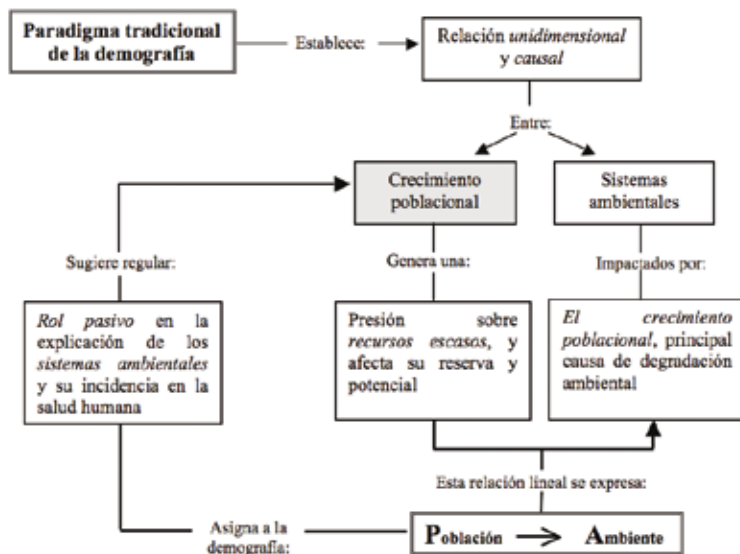 Paradigma tradicional
de la demografía
Establece:
Relación unidimensional
y causal
Entre:
Crecimiento
poblacional
Sistemas
ambientales
Sugiere regular:
Genera una:
Impactados por:
Rol pasivo en la
explicación de los
sistemas ambientales
y su incidencia en la
salud humana
Presión sobre
recursos escasos, y
afecta su reserva y
potencial
El crecimiento
poblacional, principal
causa de degradación
ambiental
Esta relación lineal se expresa:
Asigna a la
demografía:
Población → Ambiente